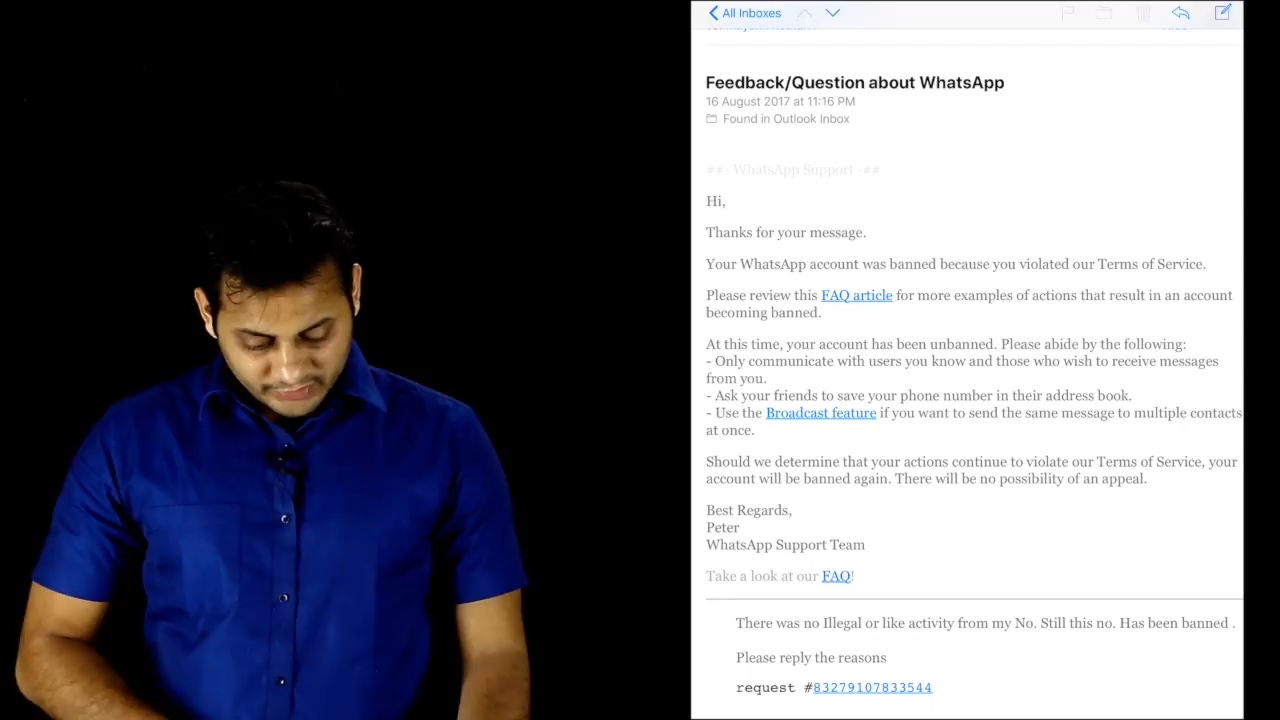 All Inboxes
Feedback/Question about WhatsApp
16 August 2017 at 11:16 PM
Found in Outlook Inbox
##- WhatsApp Support -##
Hi,
Thanks for your message.
Your WhatsApp account was banned because you violated our Terms of Service.
Please review this FAQ article for more examples of actions that result in an account
becoming banned.
At this time, your account has been unbanned. Please abide by the following:
- Only communicate with users you know and those who wish to receive messages
from you.
- Ask your friends to save your phone number in their address book.
- Use the Broadcast feature if you want to send the same message to multiple contacts
at once.
Should we determine that your actions continue to violate our Terms of Service, your
account will be banned again. There will be no possibility of an appeal.
Best Regards,
Peter
WhatsApp Support Team
Take a look at our FAQ!
There was no Illegal or like activity from my No. Still this no. Has been banned .
Please reply the reasons
request #83279107833544